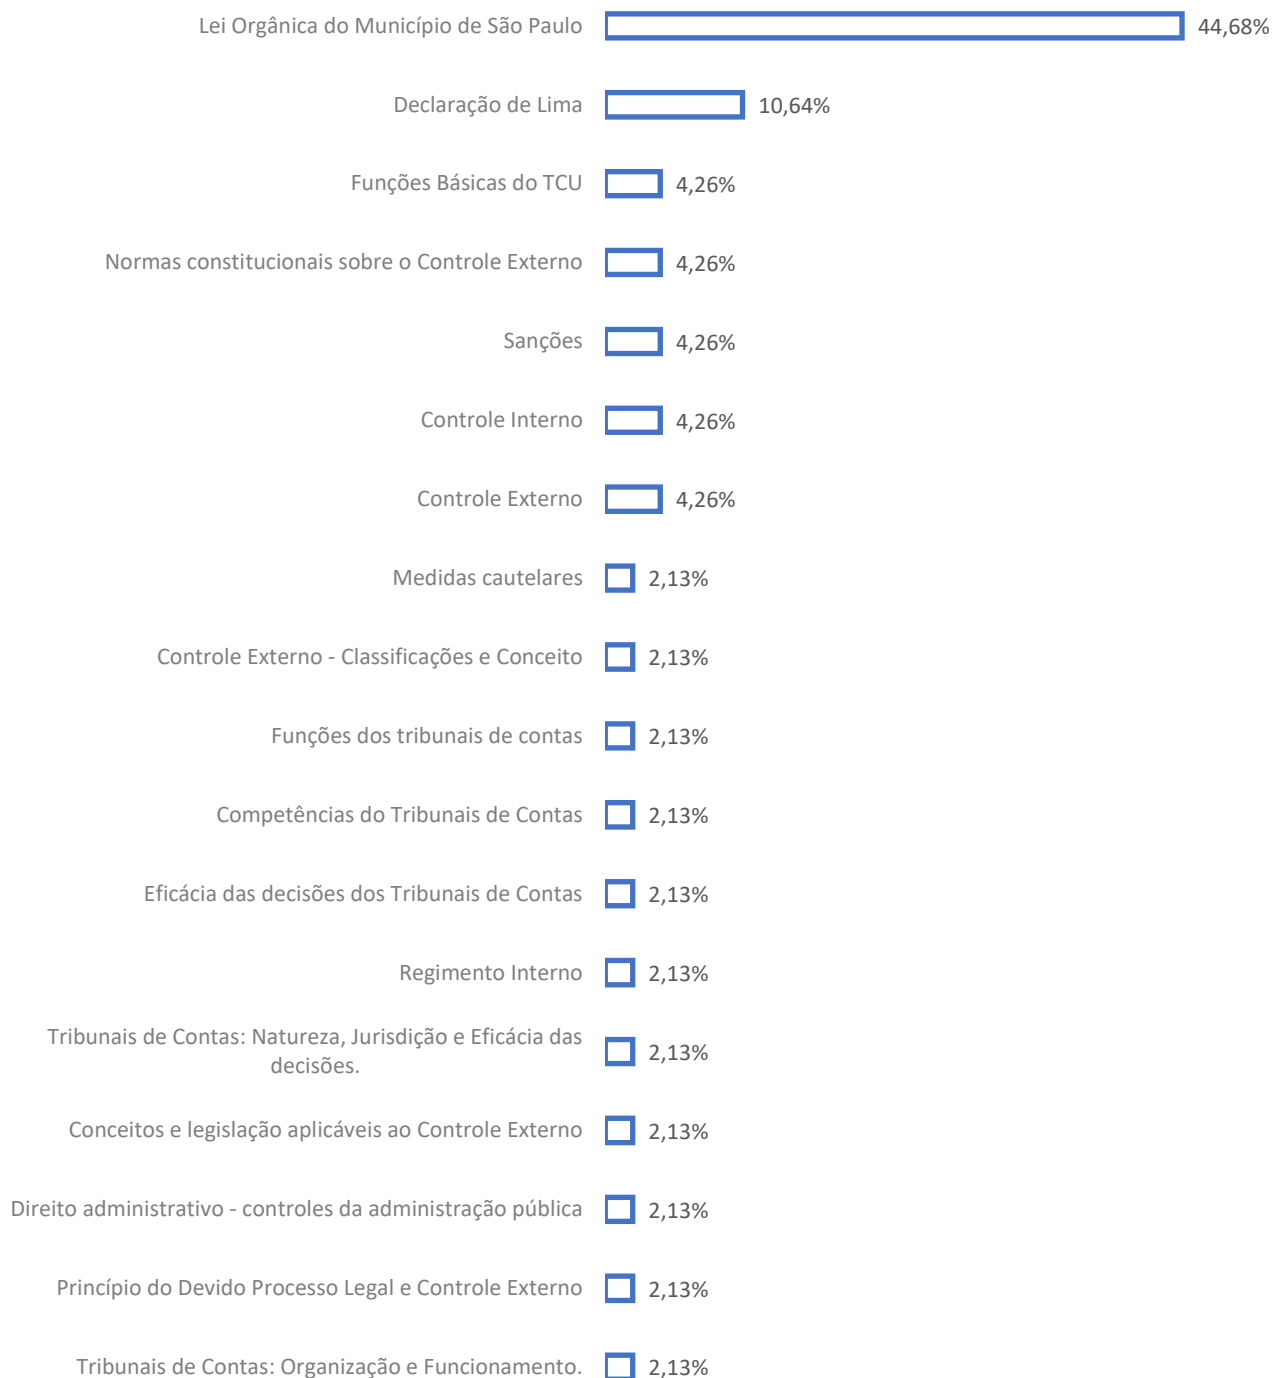 Lei Orgânica do Município de São Paulo 44,68%
Declaração de Lima 10,64%
Funções Básicas do TCU 4,26%
Normas constitucionais sobre o Controle Externo 4,26%
Sanções 4,26%
Controle Interno 4,26%
Controle Externo 4,26%
Medidas cautelares 2,13%
Controle Externo - Classificações e Conceito 2,13%
Funções dos tribunais de contas 2,13%
Competências do Tribunais de Contas 2,13%
Eficácia das decisões dos Tribunais de Contas 2,13%
Regimento Interno 2,13%
Tribunais de Contas: Natureza, Jurisdição e Eficácia das
decisões. 2,13%
Conceitos e legislação aplicáveis ao Controle Externo 2,13%
Direito administrativo - controles da administração pública 2,13%
Princípio do Devido Processo Legal e Controle Externo 2,13%
Tribunais de Contas: Organização e Funcionamento. 2,13%